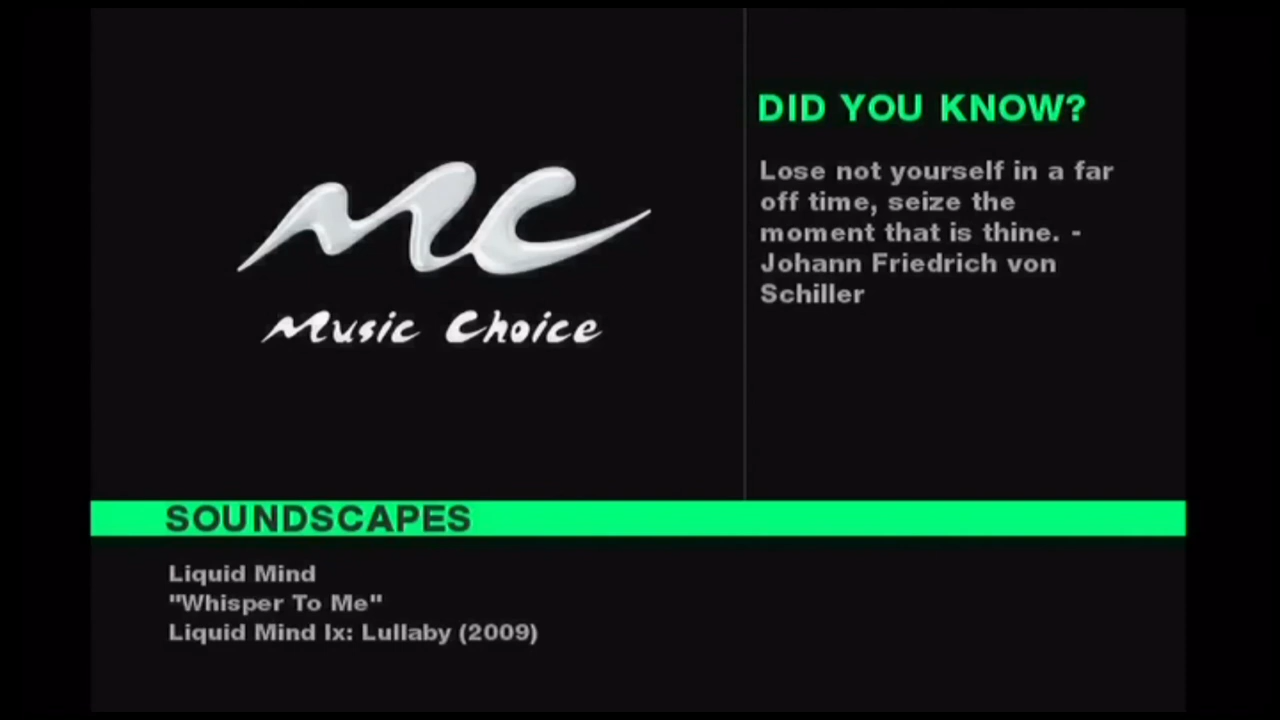 MC
Music Choice
DID YOU KNOW?
Lose not yourself in a far
off time, seize the
moment that is thine. -
Johann Friedrich von
Schiller
SOUNDSCAPES
Liquid Mind
"Whisper To Me"
Liquid Mind Ix: Lullaby (2009)